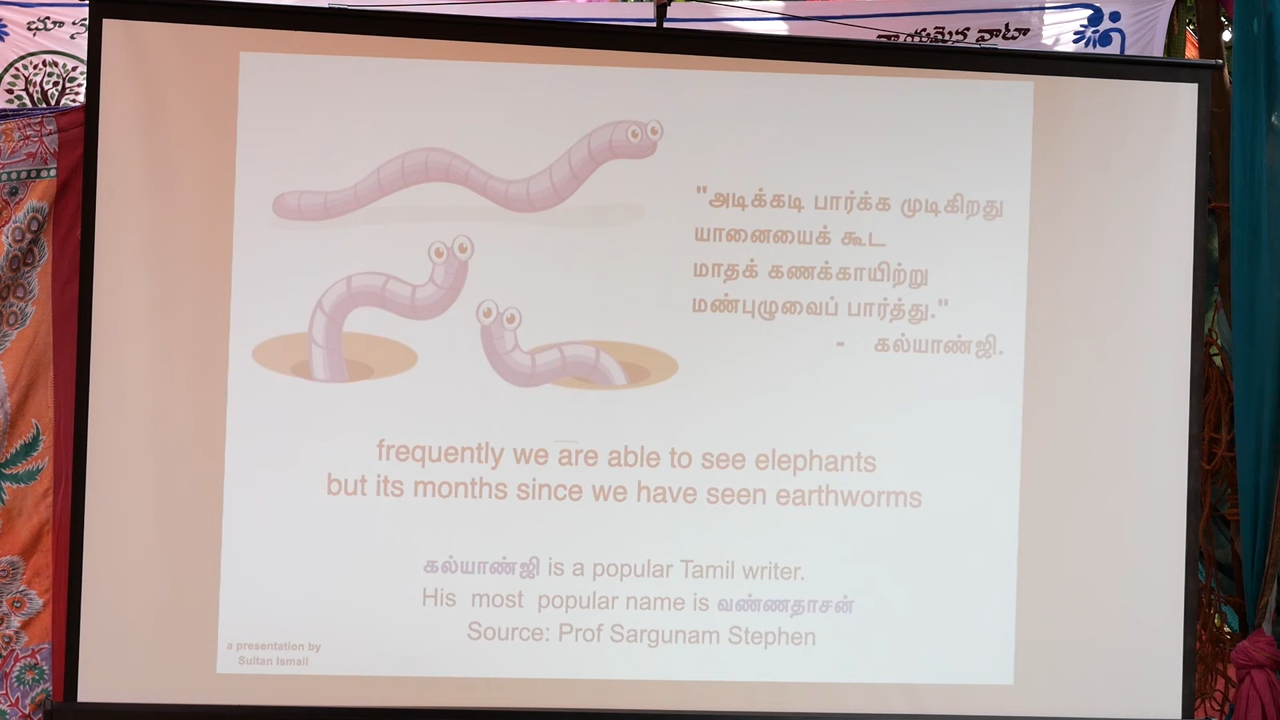 భూ
"அடிக்கடி பார்க்க முடிகிறது
யானையைக் கூட
மாதக் கணக்காயிற்று
மண்புழுவைப் பார்த்து."
- கல்யாண்ஜி.
frequently we are able to see elephants
but its months since we have seen earthworms
கல்யாண்ஜி is a popular Tamil writer.
His most popular name is வண்ணதாசன்
Source: Prof Sargunam Stephen
a presentation by
Sultan Ismail